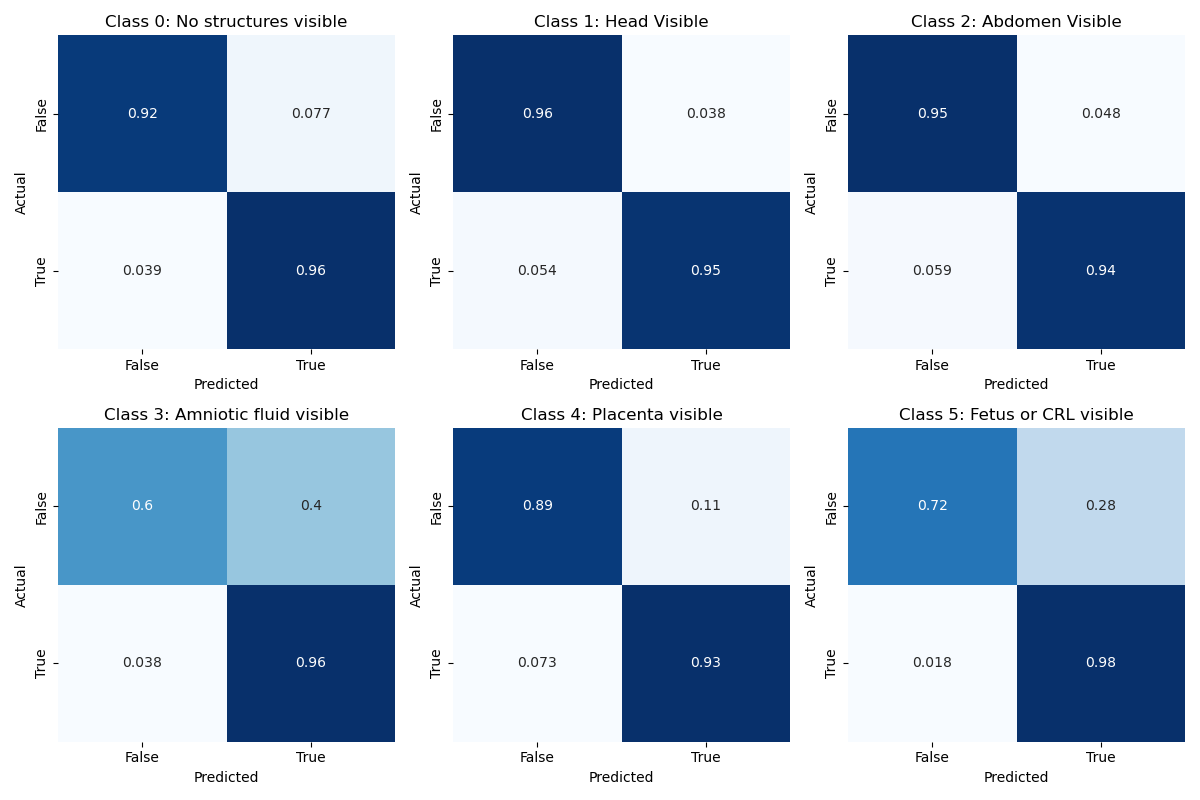 Class 0: No structures visible
False
0.92
0.077
Actual
True
0.039
0.96
False
True
Predicted
Class 1: Head Visible
False
0.96
0.038
Actual
True
0.054
0.95
False
True
Predicted
Class 2: Abdomen Visible
False
0.95
0.048
Actual
True
0.059
0.94
False
True
Predicted
Class 3: Amniotic fluid visible
False
0.6
0.4
Actual
True
0.038
0.96
False
True
Predicted
Class 4: Placenta visible
False
0.89
0.11
Actual
True
0.073
0.93
False
True
Predicted
Class 5: Fetus or CRL visible
False
0.72
0.28
Actual
True
0.018
0.98
False
True
Predicted